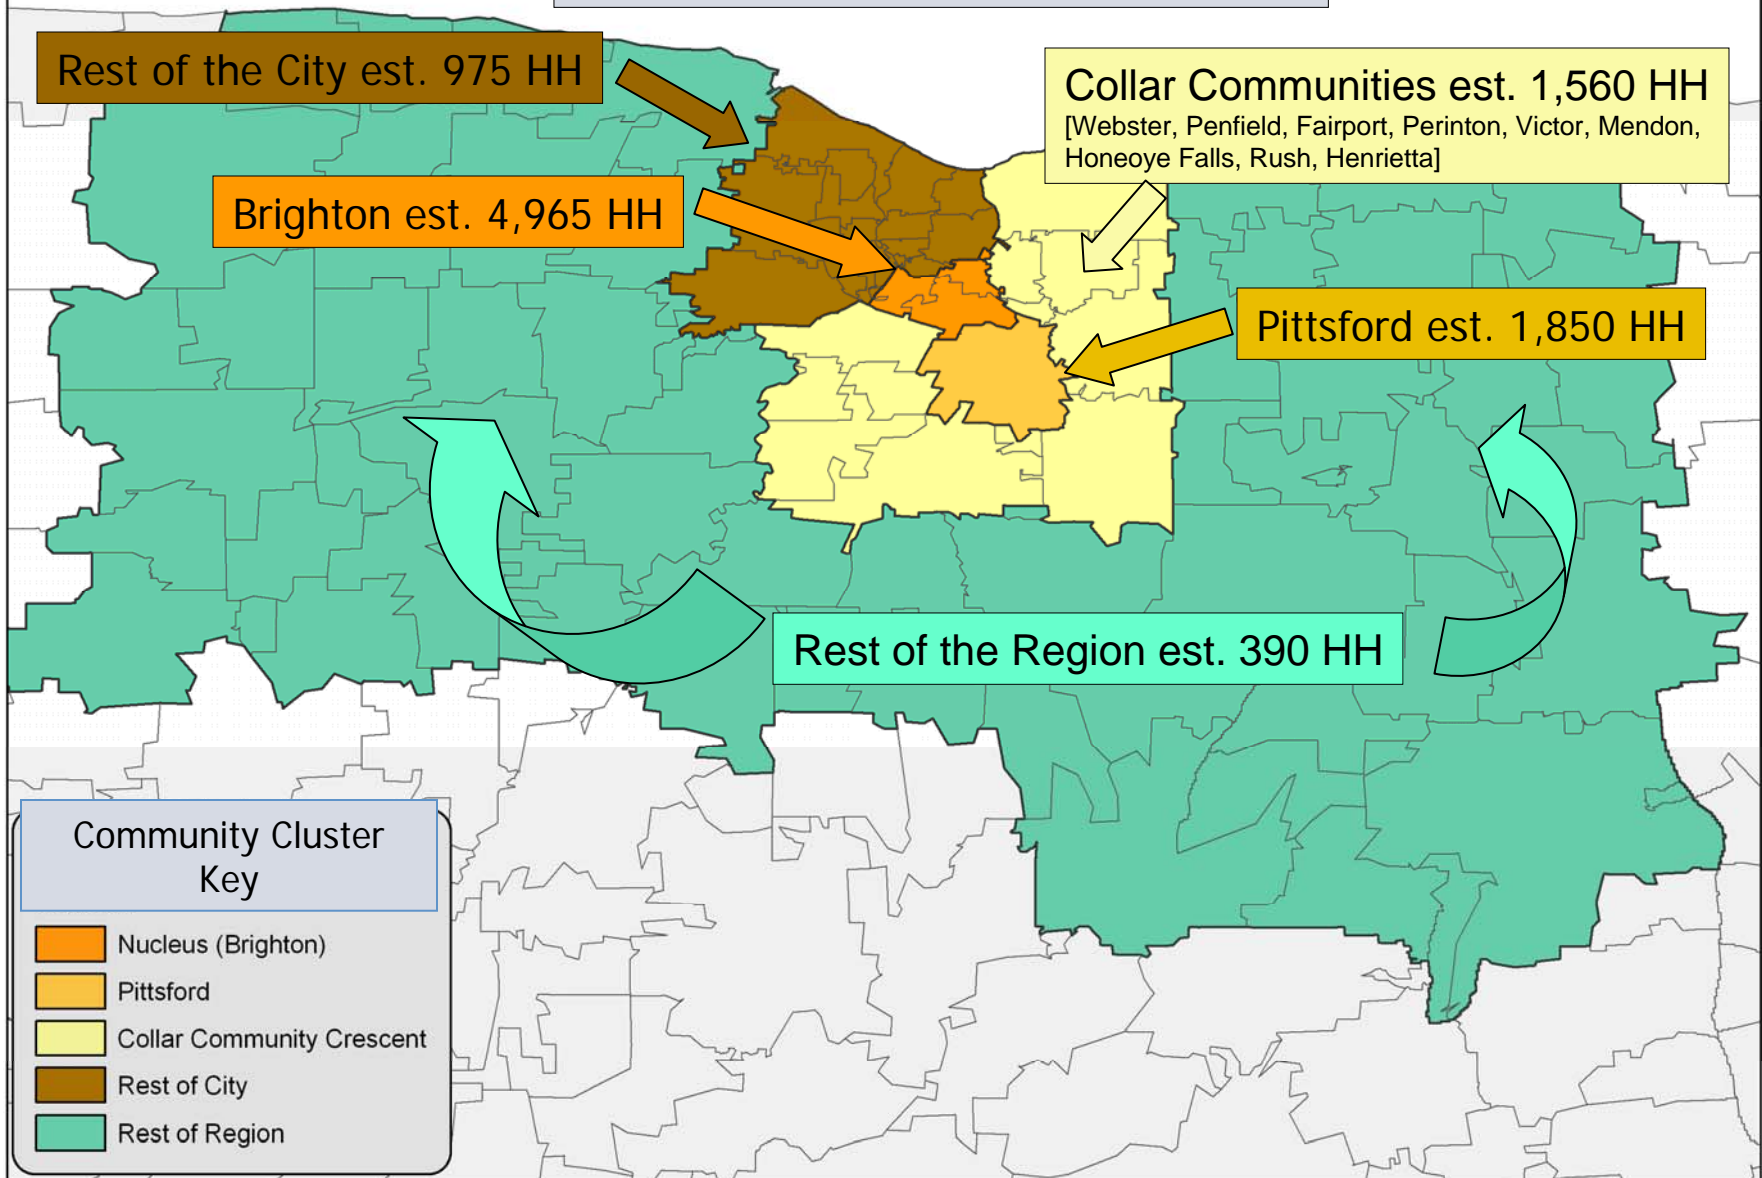 Rest of the City est. 975 HH
Collar Communities est. 1,560 HH
[Webster, Penfield, Fairport, Perinton, Victor, Mendon,
Honeoye Falls, Rush, Henrietta]
Brighton est. 4,965 HH
Pittsford est. 1,850 HH
Rest of the Region est. 390 HH
Community Cluster
Key
Nucleus (Brighton)
Pittsford
Collar Community Crescent
Rest of City
Rest of Region